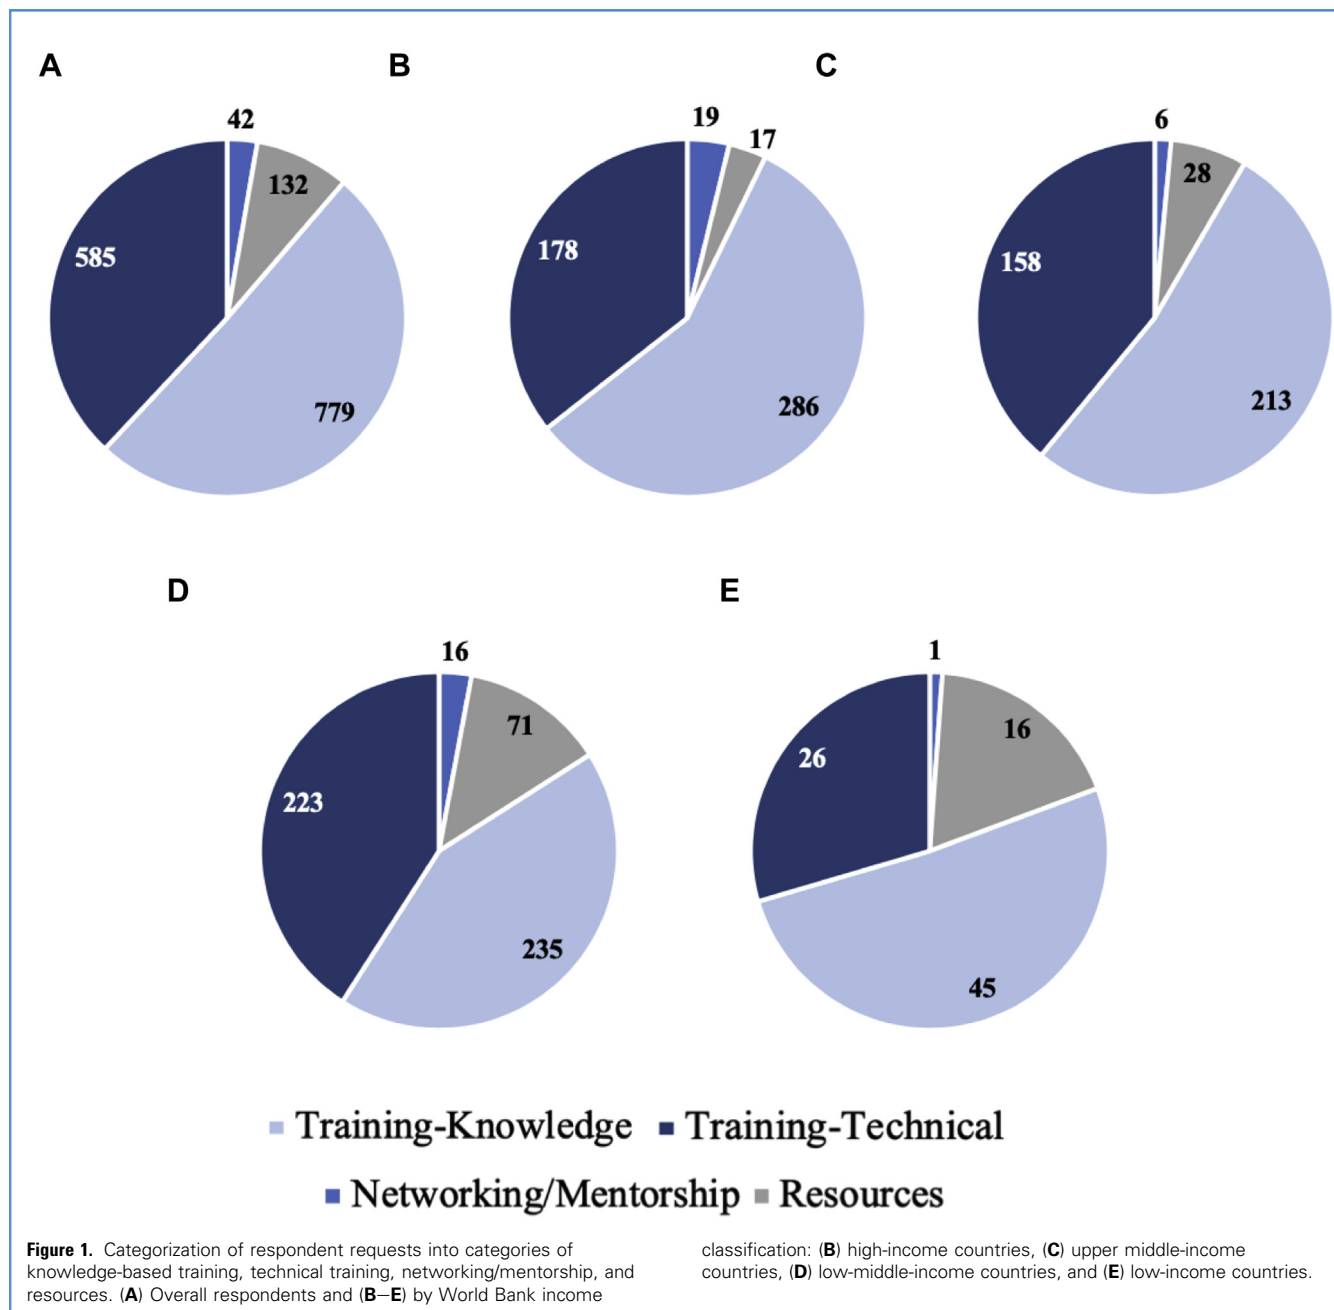 A
B
C
42
132
585
779
19
17
178
286
6
28
158
213
D
E
16
71
223
235
1
16
26
45
Training-Knowledge
Training-Technical
Networking/Mentorship
Resources
Figure 1. Categorization of respondent requests into categories of
knowledge-based training, technical training, networking/mentorship, and
resources. (A) Overall respondents and (B–E) by World Bank income
classification: (B) high-income countries, (C) upper middle-income
countries, (D) low-middle-income countries, and (E) low-income countries.